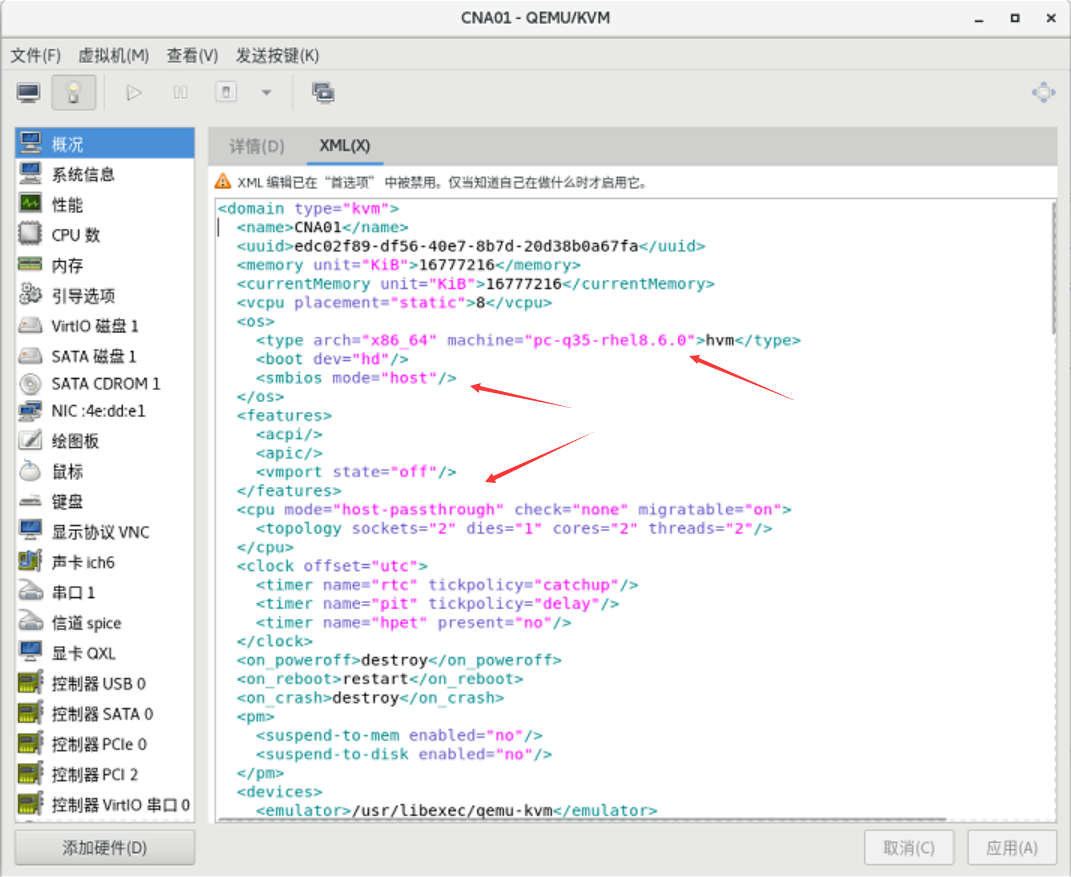 CNA01 - QEMU/KVM
文件(F) 虚拟机(M) 查看(V) 发送按键(K)
概况
系统信息
性能
CPU 数
内存
引导选项
VirtIO 磁盘 1
SATA 磁盘 1
SATA CDROM 1
NIC :4e:dd:e1
绘图板
鼠标
键盘
显示协议 VNC
声卡 ich6
串口 1
信道 spice
显卡 QXL
控制器 USB 0
控制器 SATA 0
控制器 PCIe 0
控制器 PCI 2
控制器 VirtIO 串口 0
添加硬件(D)
详情(D) XML(X)
XML 编辑已在“首选项” 中被禁用。仅当知道自己在做什么时才启用它。
<domain type="kvm">
  <name>CNA01</name>
  <uuid>edc02f89-df56-40e7-8b7d-20d38b0a67fa</uuid>
  <memory unit="KiB">16777216</memory>
  <currentMemory unit="KiB">16777216</currentMemory>
  <vcpu placement="static">8</vcpu>
  <os>
    <type arch="x86_64" machine="pc-q35-rhel8.6.0">hvm</type>
    <boot dev="hd"/>
    <smbios mode="host"/>
  </os>
  <features>
    <acpi/>
    <apic/>
    <vmport state="off"/>
  </features>
  <cpu mode="host-passthrough" check="none" migratable="on">
    <topology sockets="2" dies="1" cores="2" threads="2"/>
  </cpu>
  <clock offset="utc">
    <timer name="rtc" tickpolicy="catchup"/>
    <timer name="pit" tickpolicy="delay"/>
    <timer name="hpet" present="no"/>
  </clock>
  <on_poweroff>destroy</on_poweroff>
  <on_reboot>restart</on_reboot>
  <on_crash>destroy</on_crash>
  <pm>
    <suspend-to-mem enabled="no"/>
    <suspend-to-disk enabled="no"/>
  </pm>
  <devices>
    <emulator>/usr/libexec/qemu-kvm</emulator>
取消(C) 应用(A)